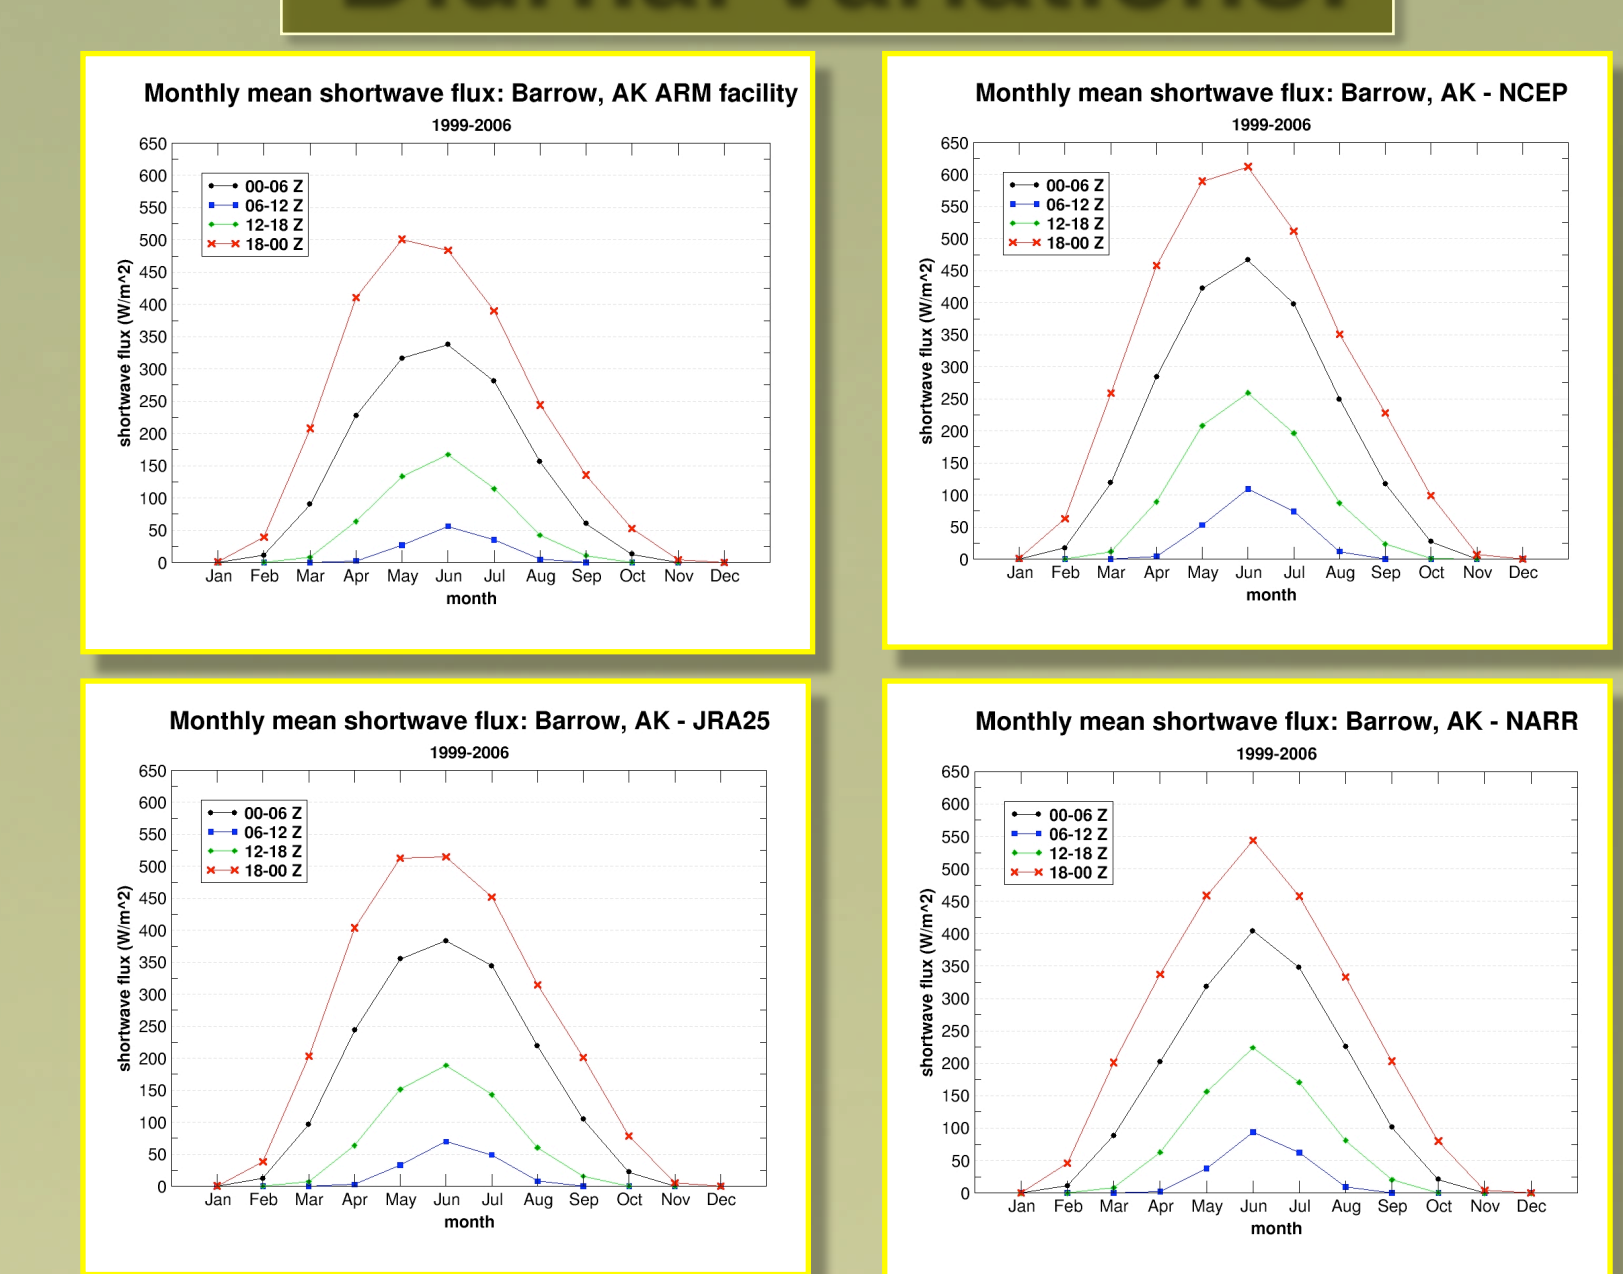 Diurnal Variations:
Monthly mean shortwave flux: Barrow, AK ARM facility
1999-2006
650
600
550
500
450
400
350
300
250
200
150
100
50
0
shortwave flux (W/m^2)
00-06 Z
06-12 Z
12-18 Z
18-00 Z
Jan Feb Mar Apr May Jun Jul Aug Sep Oct Nov Dec
month
Monthly mean shortwave flux: Barrow, AK - NCEP
1999-2006
650
600
550
500
450
400
350
300
250
200
150
100
50
0
shortwave flux (W/m^2)
00-06 Z
06-12 Z
12-18 Z
18-00 Z
Jan Feb Mar Apr May Jun Jul Aug Sep Oct Nov Dec
month
Monthly mean shortwave flux: Barrow, AK - JRA25
1999-2006
650
600
550
500
450
400
350
300
250
200
150
100
50
0
shortwave flux (W/m^2)
00-06 Z
06-12 Z
12-18 Z
18-00 Z
Jan Feb Mar Apr May Jun Jul Aug Sep Oct Nov Dec
month
Monthly mean shortwave flux: Barrow, AK - NARR
1999-2006
650
600
550
500
450
400
350
300
250
200
150
100
50
0
shortwave flux (W/m^2)
00-06 Z
06-12 Z
12-18 Z
18-00 Z
Jan Feb Mar Apr May Jun Jul Aug Sep Oct Nov Dec
month